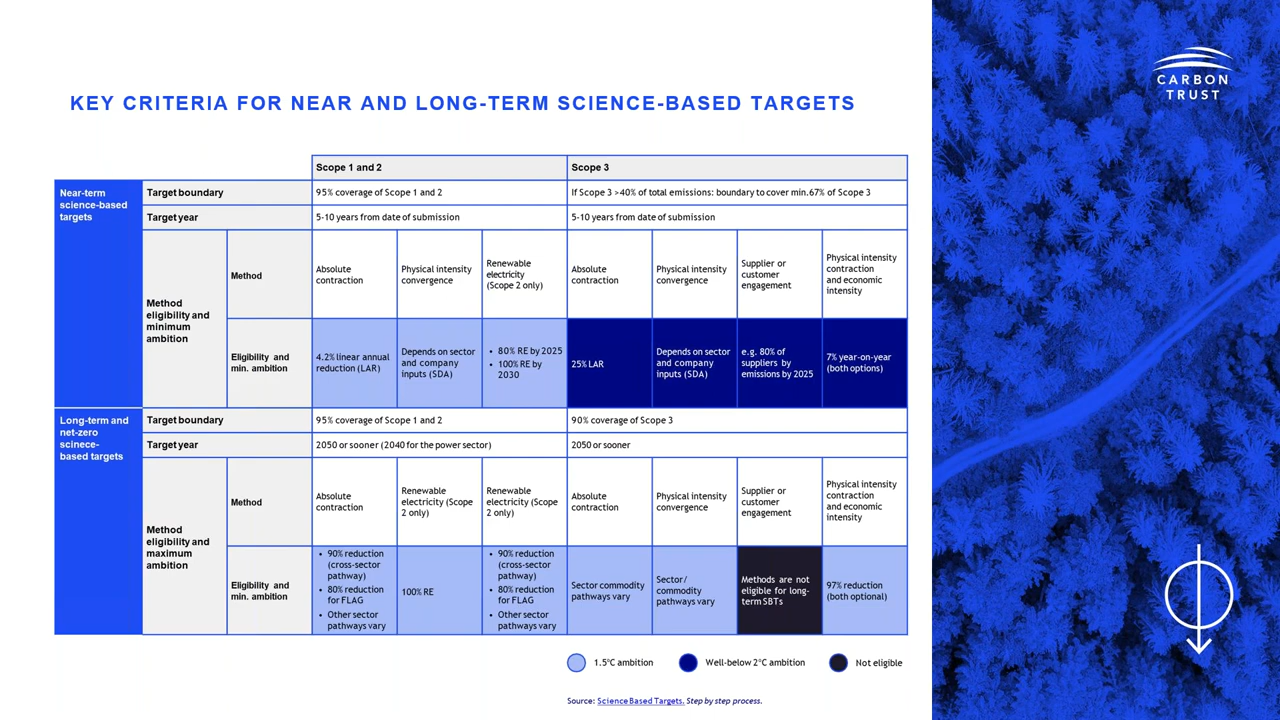 CARBON
TRUST
KEY CRITERIA FOR NEAR AND LONG-TERM SCIENCE-BASED TARGETS
Scope 1 and 2
Scope 3
Near-term
science-based
targets
Target boundary
95% coverage of Scope 1 and 2
If Scope 3 >40% of total emissions: boundary to cover min.67% of Scope 3
Target year
5-10 years from date of submission
5-10 years from date of submission
Method
eligibility and
minimum
ambition
Method
Absolute
contraction
Physical intensity
convergence
Renewable
electricity
(Scope 2 only)
Absolute
contraction
Physical intensity
convergence
Supplier or
customer
engagement
Physical intensity
contraction
and economic
intensity
Eligibility and
min. ambition
4.2% linear annual
reduction (LAR)
Depends on sector
and company
inputs (SDA)
• 80% RE by 2025
• 100% RE by
2030
25% LAR
Depends on sector
and company
inputs (SDA)
e.g. 80% of
suppliers by
emissions by 2025
7% year-on-year
(both options)
Long-term and
net-zero
scinece-
based targets
Target boundary
95% coverage of Scope 1 and 2
90% coverage of Scope 3
Target year
2050 or sooner (2040 for the power sector)
2050 or sooner
Method
eligibility and
maximum
ambition
Method
Absolute
contraction
Renewable
electricity (Scope
2 only)
Renewable
electricity (Scope
2 only)
Absolute
contraction
Physical intensity
convergence
Supplier or
customer
engagement
Physical intensity
contraction
and economic
intensity
Eligibility and
min. ambition
• 90% reduction
(cross-sector
pathway)
• 80% reduction
for FLAG
• Other sector
pathways vary
100% RE
• 90% reduction
(cross-sector
pathway)
• 80% reduction
for FLAG
• Other sector
pathways vary
Sector commodity
pathways vary
Sector/
commodity
pathways vary
Methods are not
eligible for long-
term SBTs
97% reduction
(both optional)
1.5°C ambition
Well-below 2°C ambition
Not eligible
Source: Science Based Targets. Step by step process.